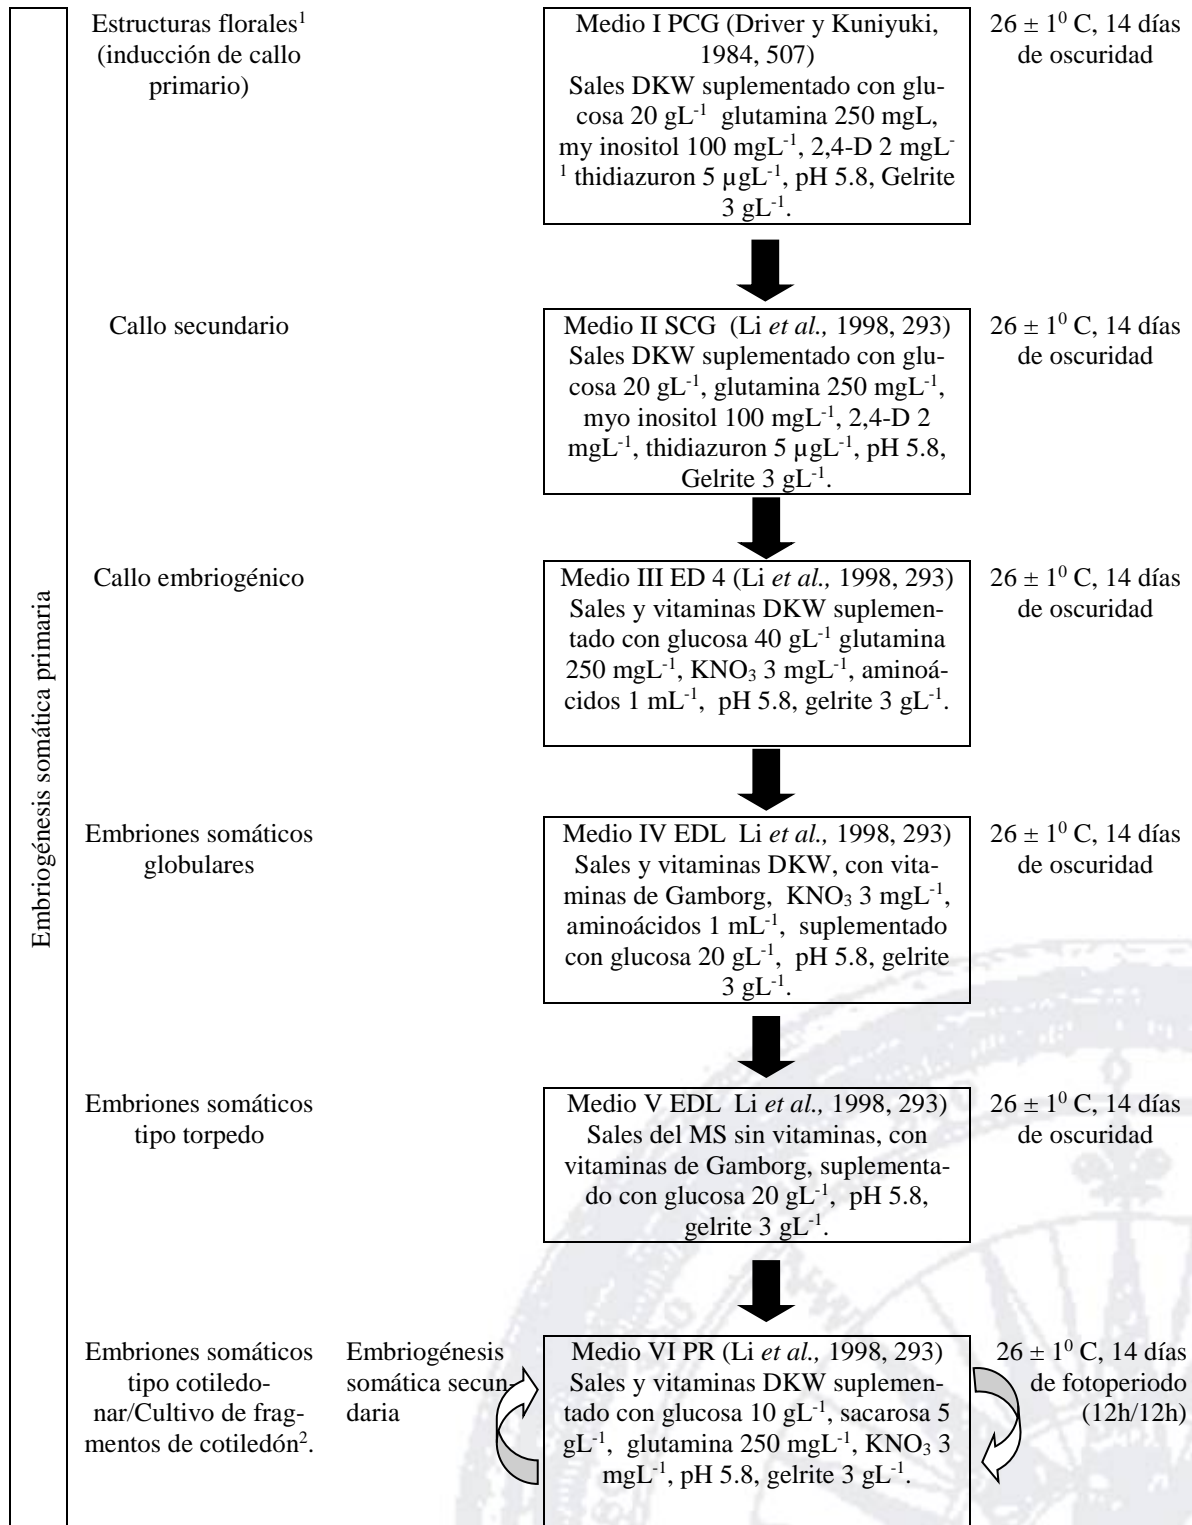 Embriogénesis somática primaria
Estructuras florales¹
(inducción de callo
primario)
Medio I PCG (Driver y Kuniyuki,
1984, 507)
Sales DKW suplementado con glu-
cosa 20 gL⁻¹ glutamina 250 mgL,
my inositol 100 mgL⁻¹, 2,4-D 2 mgL⁻
¹ thidiazuron 5 µgL⁻¹, pH 5.8, Gelrite
3 gL⁻¹.
26 ± 1⁰ C, 14 días
de oscuridad
Callo secundario
Medio II SCG (Li et al., 1998, 293)
Sales DKW suplementado con glu-
cosa 20 gL⁻¹, glutamina 250 mgL⁻¹,
myo inositol 100 mgL⁻¹, 2,4-D 2
mgL⁻¹, thidiazuron 5 µgL⁻¹, pH 5.8,
Gelrite 3 gL⁻¹.
26 ± 1⁰ C, 14 días
de oscuridad
Callo embriogénico
Medio III ED 4 (Li et al., 1998, 293)
Sales y vitaminas DKW suplemen-
tado con glucosa 40 gL⁻¹ glutamina
250 mgL⁻¹, KNO₃ 3 mgL⁻¹, aminoá-
cidos 1 mL⁻¹, pH 5.8, gelrite 3 gL⁻¹.
26 ± 1⁰ C, 14 días
de oscuridad
Embriones somáticos
globulares
Medio IV EDL Li et al., 1998, 293)
Sales y vitaminas DKW, con vita-
minas de Gamborg, KNO₃ 3 mgL⁻¹,
aminoácidos 1 mL⁻¹, suplementado
con glucosa 20 gL⁻¹, pH 5.8, gelrite
3 gL⁻¹.
26 ± 1⁰ C, 14 días
de oscuridad
Embriones somáticos
tipo torpedo
Medio V EDL Li et al., 1998, 293)
Sales del MS sin vitaminas, con
vitaminas de Gamborg, suplementa-
do con glucosa 20 gL⁻¹, pH 5.8,
gelrite 3 gL⁻¹.
26 ± 1⁰ C, 14 días
de oscuridad
Embriones somáticos
tipo cotiledo-
nar/Cultivo de frag-
mentos de cotiledón².
Embriogénesis
somática secun-
daria
Medio VI PR (Li et al., 1998, 293)
Sales y vitaminas DKW suplemen-
tado con glucosa 10 gL⁻¹, sacarosa 5
gL⁻¹, glutamina 250 mgL⁻¹, KNO₃ 3
mgL⁻¹, pH 5.8, gelrite 3 gL⁻¹.
26 ± 1⁰ C, 14 días
de fotoperiodo
(12h/12h)